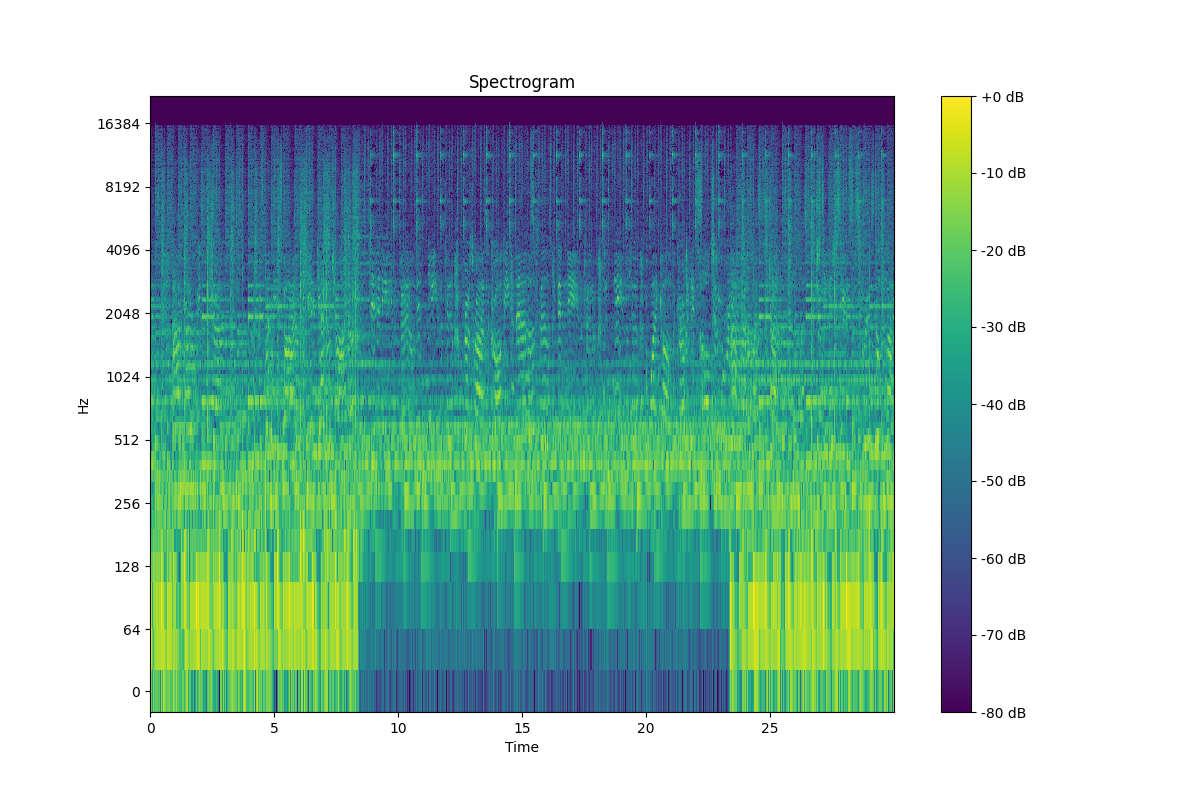 Spectrogram
16384
8192
4096
2048
1024
512
256
128
64
0
Hz
0
5
10
15
20
25
Time
+0 dB
-10 dB
-20 dB
-30 dB
-40 dB
-50 dB
-60 dB
-70 dB
-80 dB